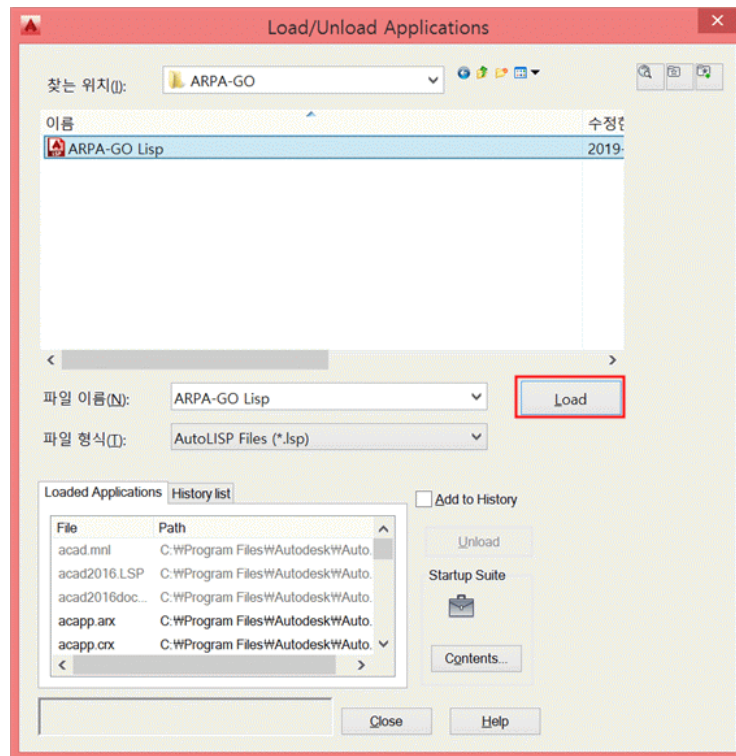 Load/Unload Applications
찾는 위치(I):
ARPA-GO
이름
수정한
ARPA-GO Lisp
2019-
파일 이름(N):
ARPA-GO Lisp
Load
파일 형식(T):
AutoLISP Files (*.lsp)
Loaded Applications
History list
Add to History
File Path
acad.mnl C:₩Program Files₩Autodesk₩Auto.
acad2016.LSP C:₩Program Files₩Autodesk₩Auto.
acad2016doc... C:₩Program Files₩Autodesk₩Auto.
acapp.arx C:₩Program Files₩Autodesk₩Auto.
acapp.crx C:₩Program Files₩Autodesk₩Auto.
Unload
Startup Suite
Contents...
Close
Help